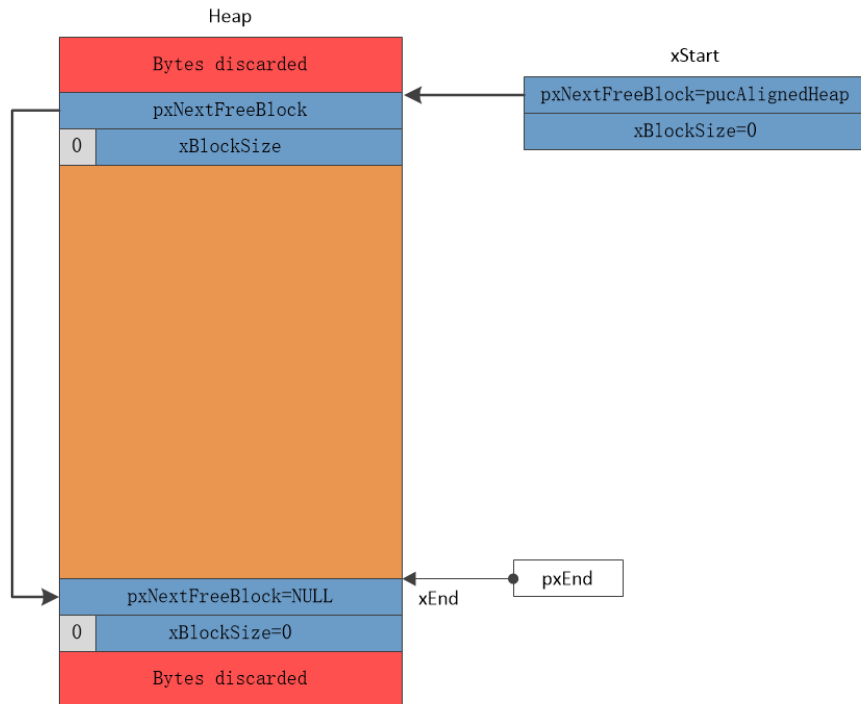 Heap
xStart
Bytes discarded
pxNextFreeBlock=pucAlignedHeap
pxNextFreeBlock
xBlockSize=0
0 xBlockSize
pxEnd
xEnd
pxNextFreeBlock=NULL
0 xBlockSize=0
Bytes discarded